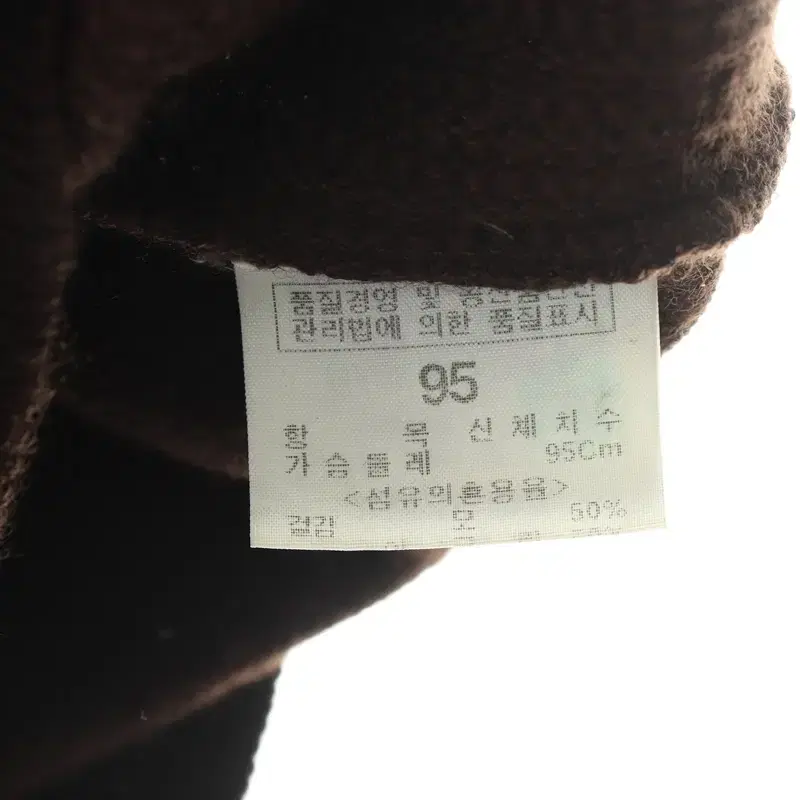 품질경영 및 공산품안전
관리법에 의한 품질표시
95
항 목 신 체 치 수
가 슴 둘 레 95Cm
<섬유의혼용율>
겉감 모 50%